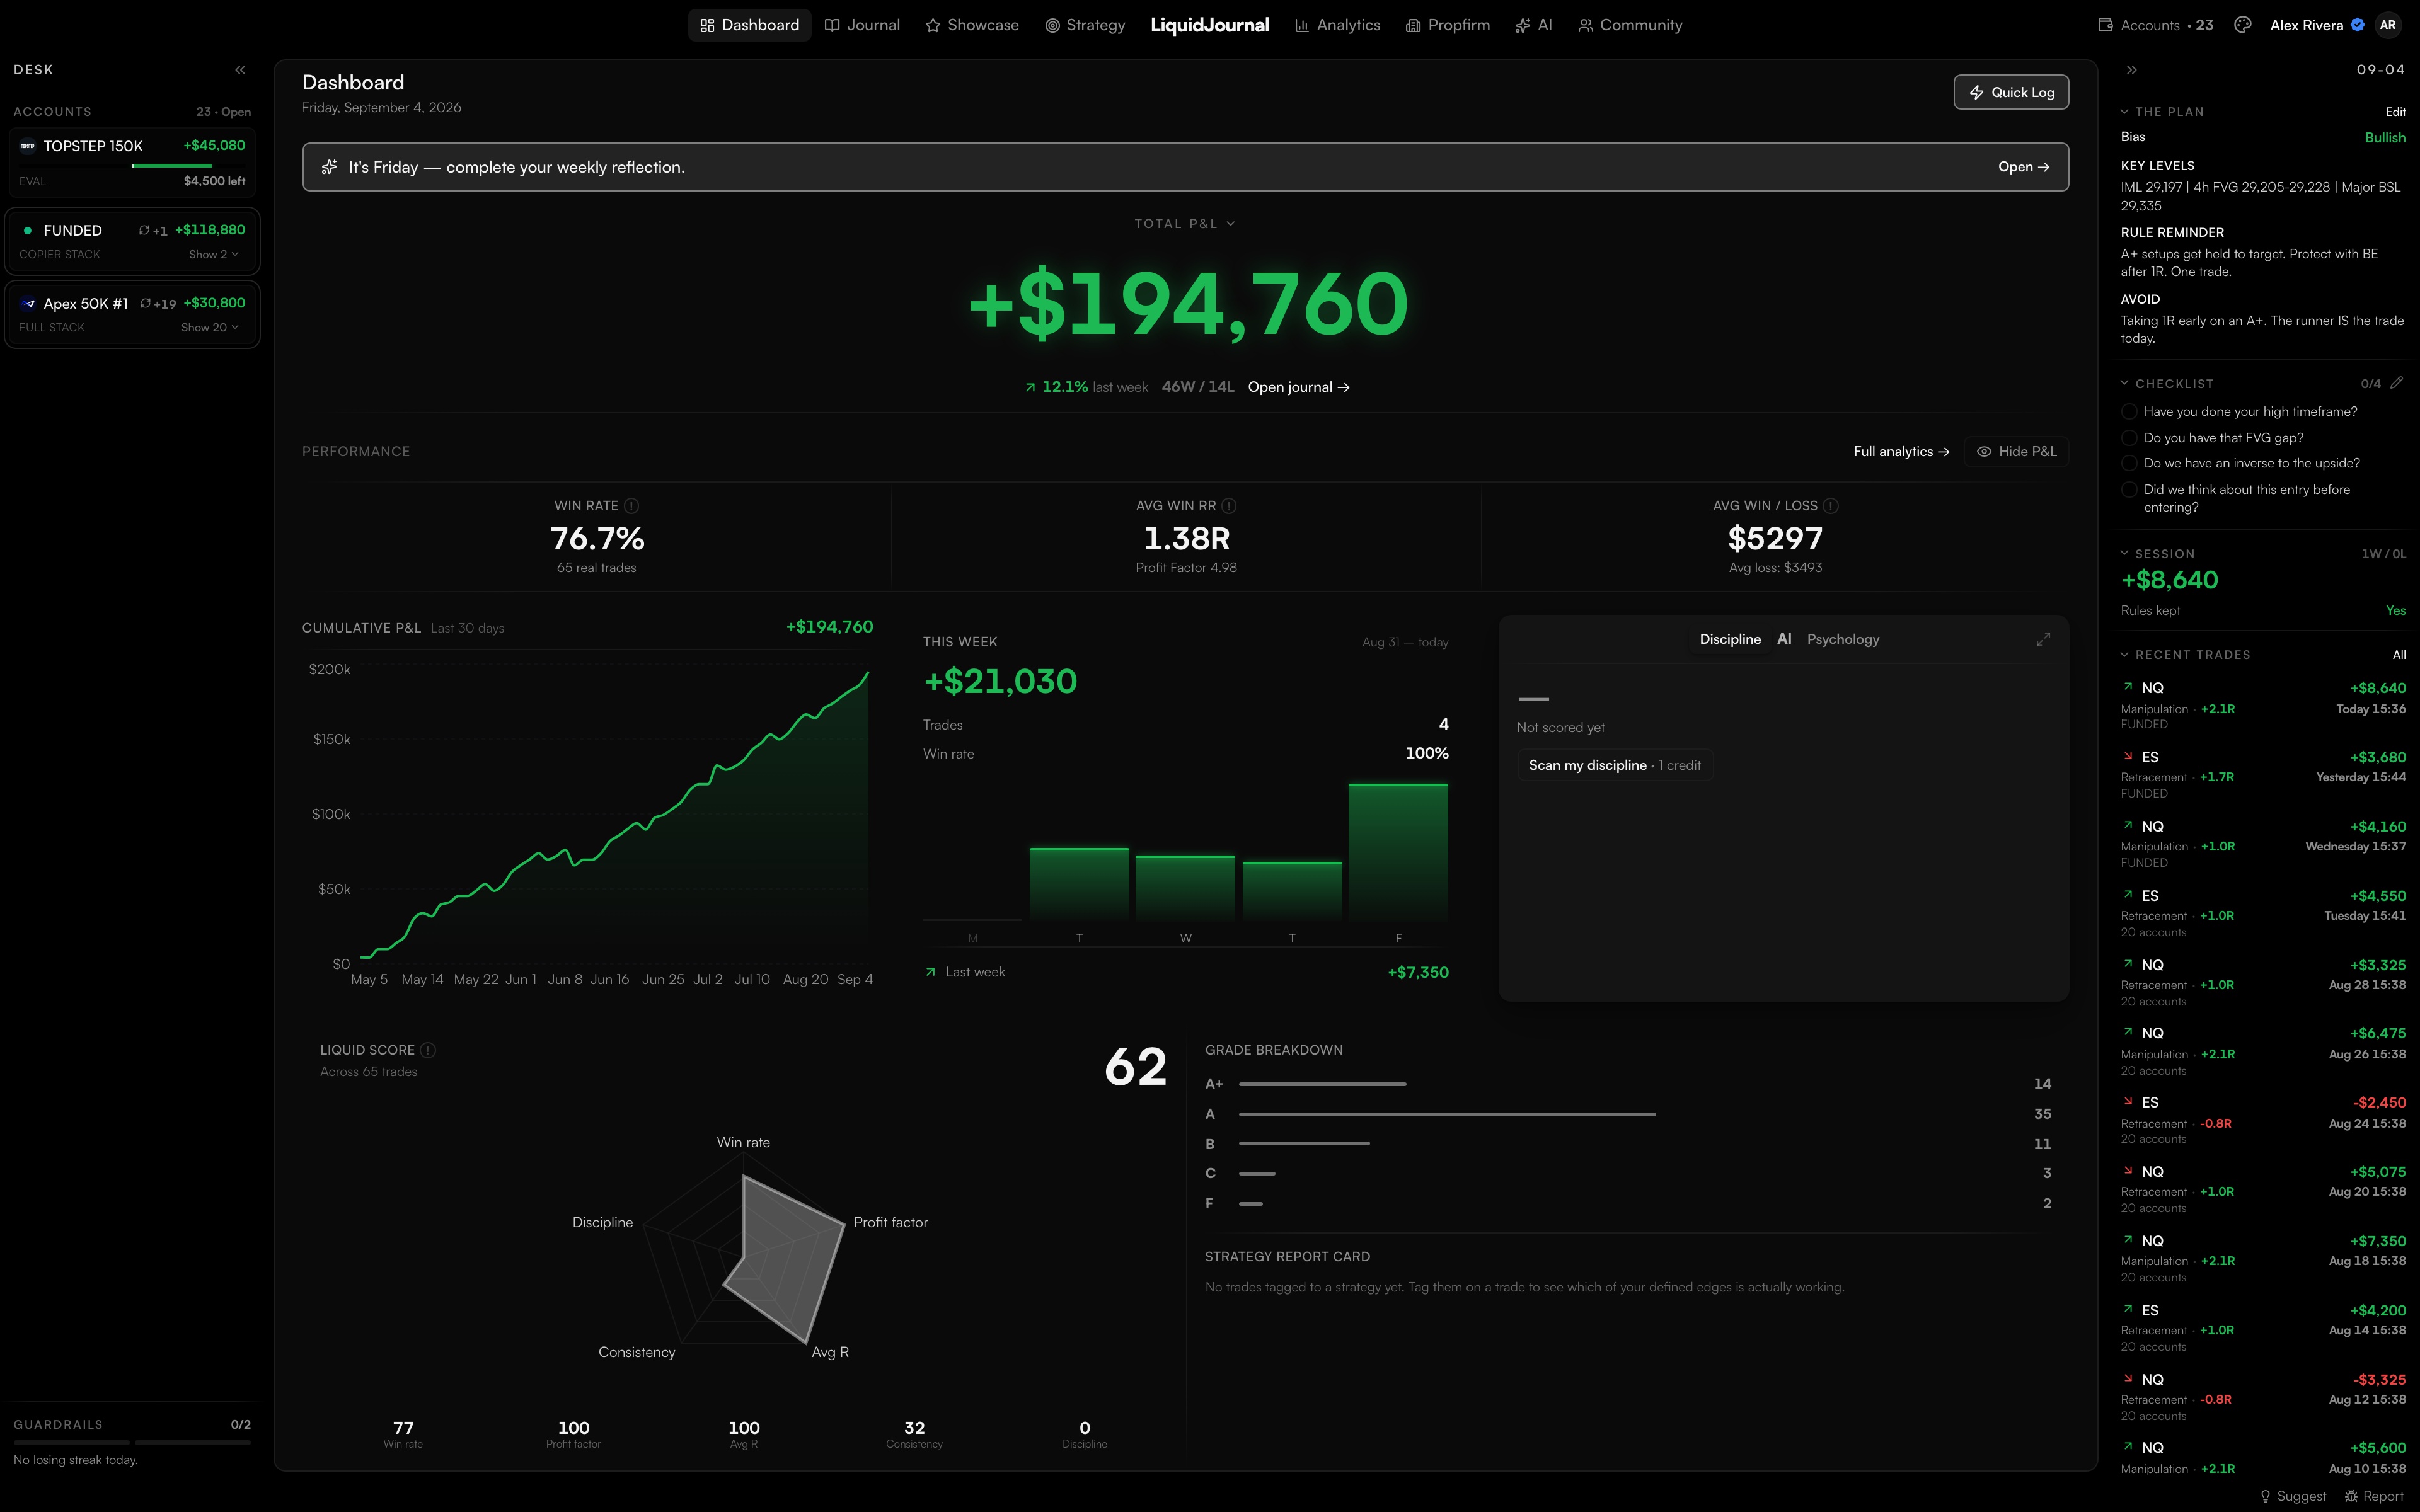 Dashboard
Journal
Showcase
Strategy
LiquidJournal
Analytics
Propfirm
AI
Community
Accounts · 23
Alex Rivera
AR
DESK
ACCOUNTS
23 · Open
TOPSTEP 150K
+$45,080
EVAL
$4,500 left
FUNDED
+1
+$118,880
COPIER STACK
Show 2
Apex 50K #1
+19
+$30,800
FULL STACK
Show 20
GUARDRAILS
0/2
No losing streak today.
Dashboard
Friday, September 4, 2026
Quick Log
It's Friday — complete your weekly reflection.
Open →
TOTAL P&L
+$194,760
12.1% last week
46W / 14L
Open journal →
PERFORMANCE
Full analytics →
Hide P&L
WIN RATE
76.7%
65 real trades
AVG WIN RR
1.38R
Profit Factor 4.98
AVG WIN / LOSS
$5297
Avg loss: $3493
CUMULATIVE P&L Last 30 days
+$194,760
$200k
$150k
$100k
$50k
$0
May 5 May 14 May 22 Jun 1 Jun 8 Jun 16 Jun 25 Jul 2 Jul 10 Aug 20 Sep 4
THIS WEEK
Aug 31 — today
+$21,030
Trades
4
Win rate
100%
M T W T F
Last week
+$7,350
Discipline AI Psychology
—
Not scored yet
Scan my discipline · 1 credit
LIQUID SCORE
Across 65 trades
62
Win rate
Profit factor
Avg R
Consistency
Discipline
77
Win rate
100
Profit factor
100
Avg R
32
Consistency
0
Discipline
GRADE BREAKDOWN
A+ 14
A 35
B 11
C 3
F 2
STRATEGY REPORT CARD
No trades tagged to a strategy yet. Tag them on a trade to see which of your defined edges is actually working.
09-04
THE PLAN
Edit
Bias
Bullish
KEY LEVELS
IML 29,197 | 4h FVG 29,205-29,228 | Major BSL
29,335
RULE REMINDER
A+ setups get held to target. Protect with BE
after 1R. One trade.
AVOID
Taking 1R early on an A+. The runner IS the trade
today.
CHECKLIST
0/4
Have you done your high timeframe?
Do you have that FVG gap?
Do we have an inverse to the upside?
Did we think about this entry before
entering?
SESSION
1W / 0L
+$8,640
Rules kept
Yes
RECENT TRADES
All
NQ +$8,640
Manipulation · +2.1R Today 15:36
FUNDED
ES +$3,680
Retracement · +1.7R Yesterday 15:44
FUNDED
NQ +$4,160
Manipulation · +1.0R Wednesday 15:37
FUNDED
ES +$4,550
Retracement · +1.0R Tuesday 15:41
20 accounts
NQ +$3,325
Retracement · +1.0R Aug 28 15:38
20 accounts
NQ +$6,475
Manipulation · +2.1R Aug 26 15:38
20 accounts
ES -$2,450
Retracement · -0.8R Aug 24 15:38
20 accounts
NQ +$5,075
Retracement · +1.0R Aug 20 15:38
20 accounts
NQ +$7,350
Manipulation · +2.1R Aug 18 15:38
20 accounts
ES +$4,200
Retracement · +1.0R Aug 14 15:38
20 accounts
NQ -$3,325
Retracement · -0.8R Aug 12 15:38
20 accounts
NQ +$5,600
Manipulation · +2.1R Aug 10 15:38
Suggest
Report